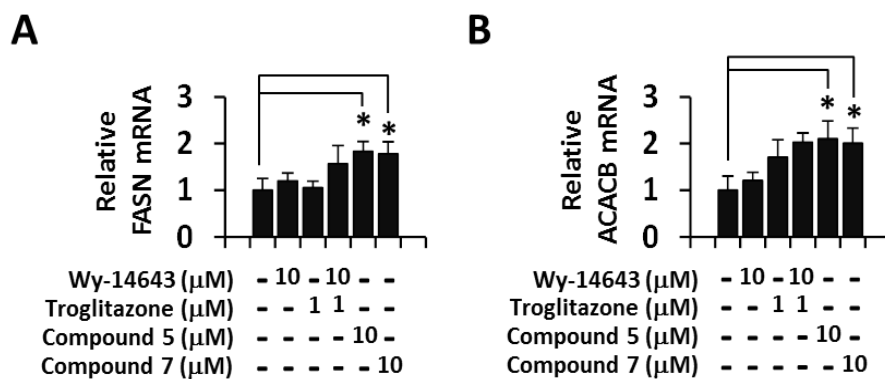 A
Relative
FASN mRNA
3
2
1
0
* *
Wy-14643 (μM) - 10 - 10 - -
Troglitazone (μM) - - 1 1 - -
Compound 5 (μM) - - - - 10 -
Compound 7 (μM) - - - - - 10
B
Relative
ACACB mRNA
3
2
1
0
* *
Wy-14643 (μM) - 10 - 10 - -
Troglitazone (μM) - - 1 1 - -
Compound 5 (μM) - - - - 10 -
Compound 7 (μM) - - - - - 10